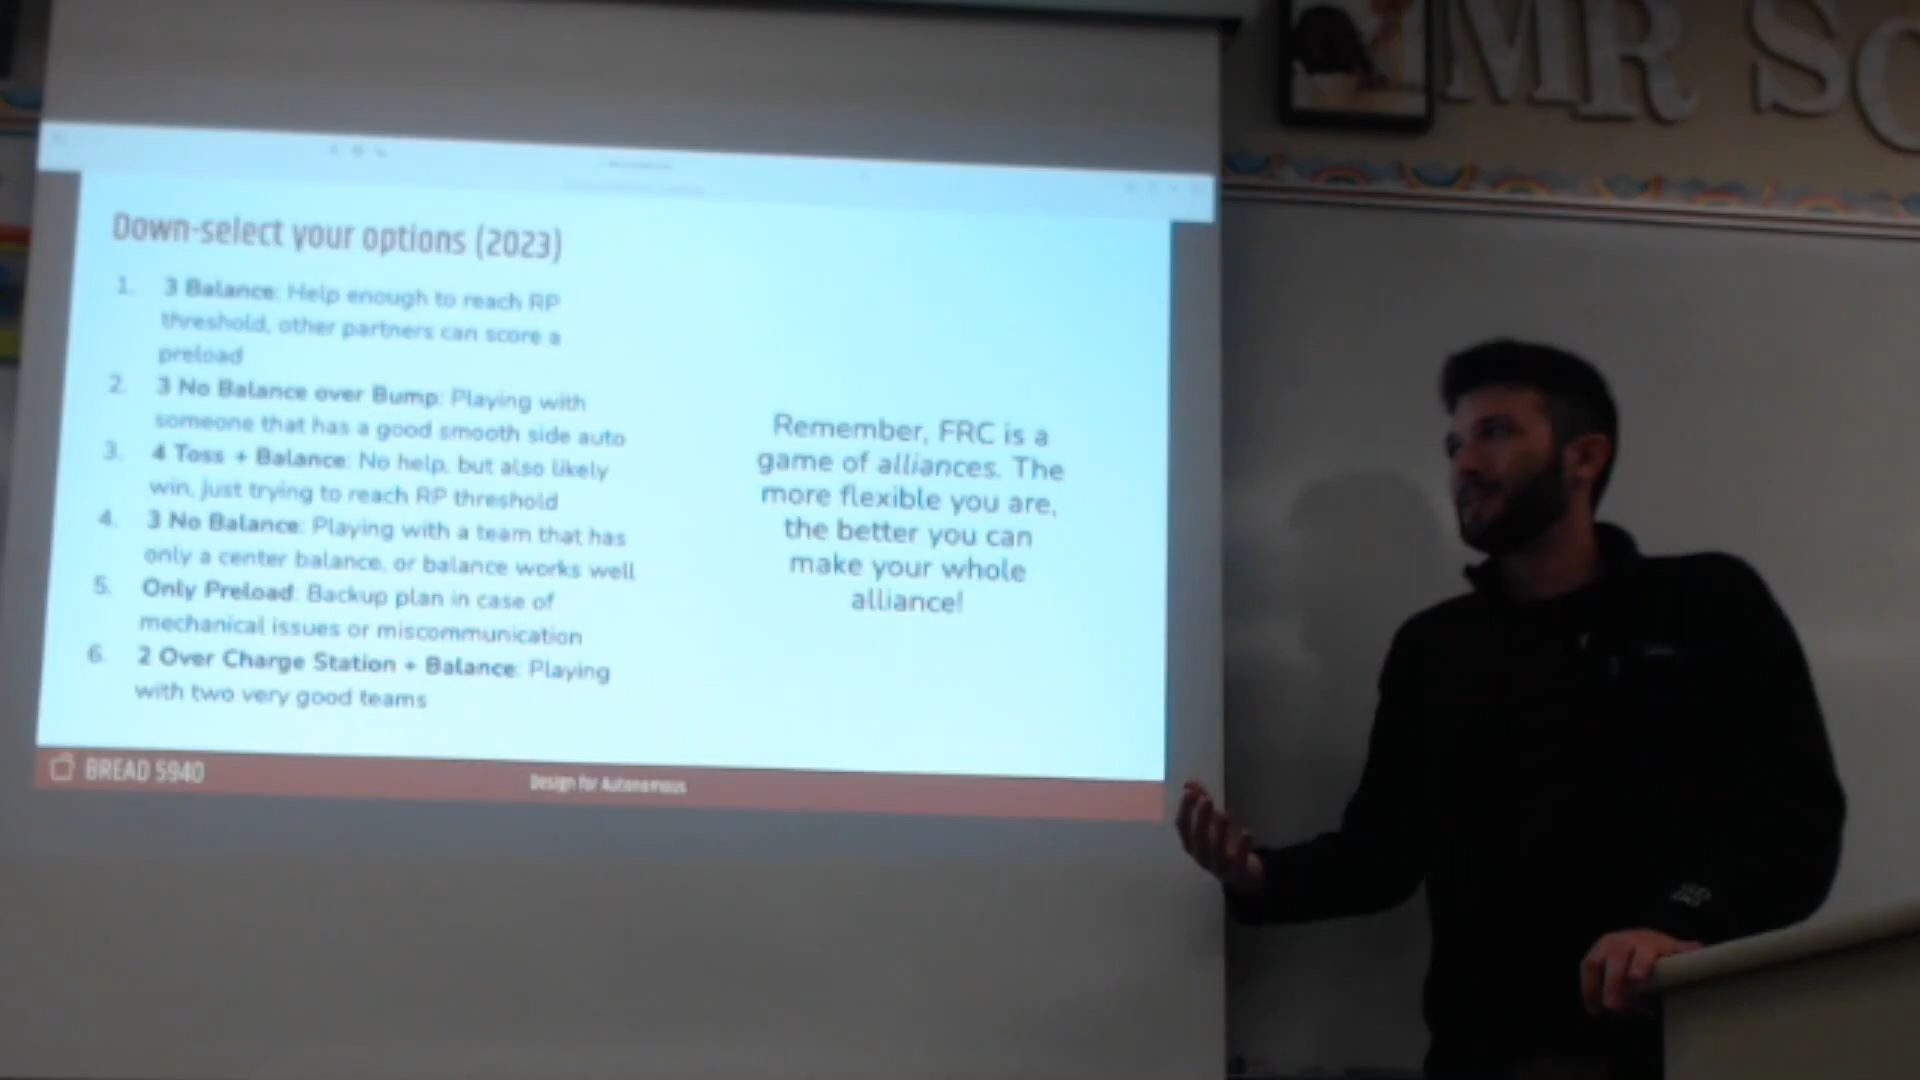 MR SC
Down-select your options (2023)
1. 3 Balance: Help enough to reach RP
threshold, other partners can score a
preload
2. 3 No Balance over Bump: Playing with
someone that has a good smooth side auto
3. 4 Toss + Balance: No help, but also likely
win, just trying to reach RP threshold
4. 3 No Balance: Playing with a team that has
only a center balance, or balance works well
5. Only Preload: Backup plan in case of
mechanical issues or miscommunication
6. 2 Over Charge Station + Balance: Playing
with two very good teams
Remember, FRC is a
game of alliances. The
more flexible you are,
the better you can
make your whole
alliance!
BREAD 5940
Design for Autonomous